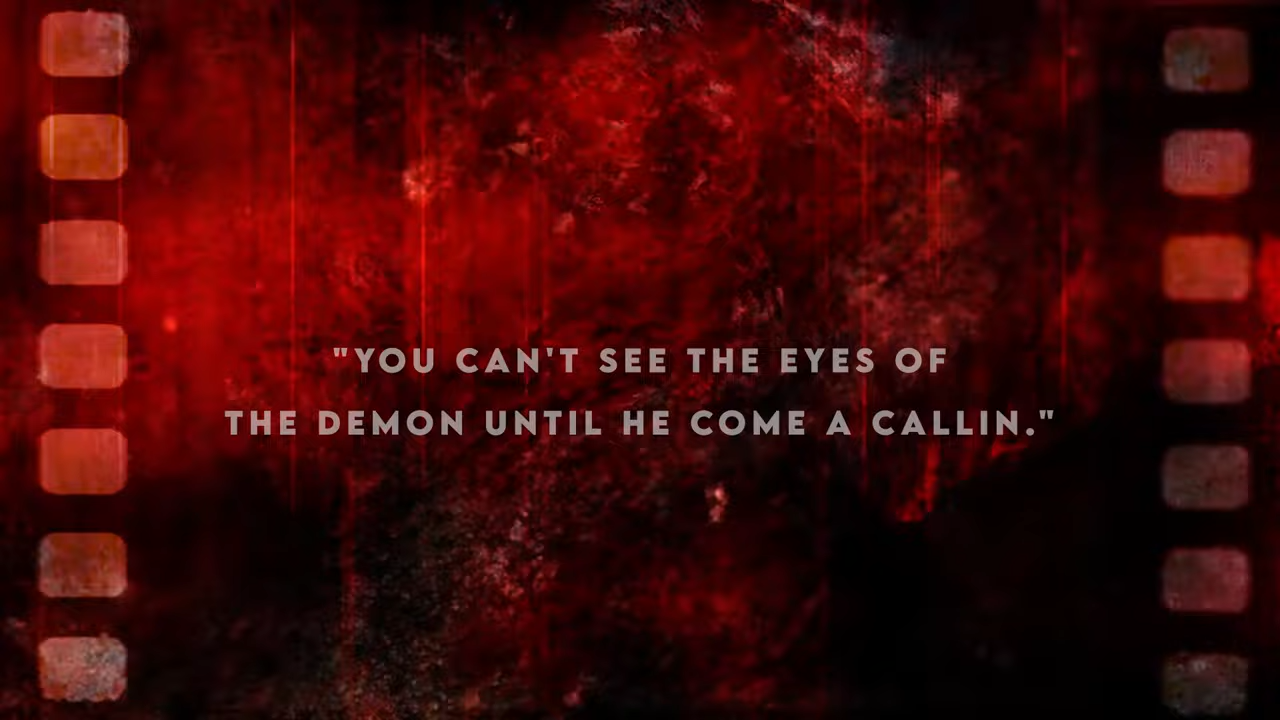 "YOU CAN'T SEE THE EYES OF
THE DEMON UNTIL HE COME A CALLIN."